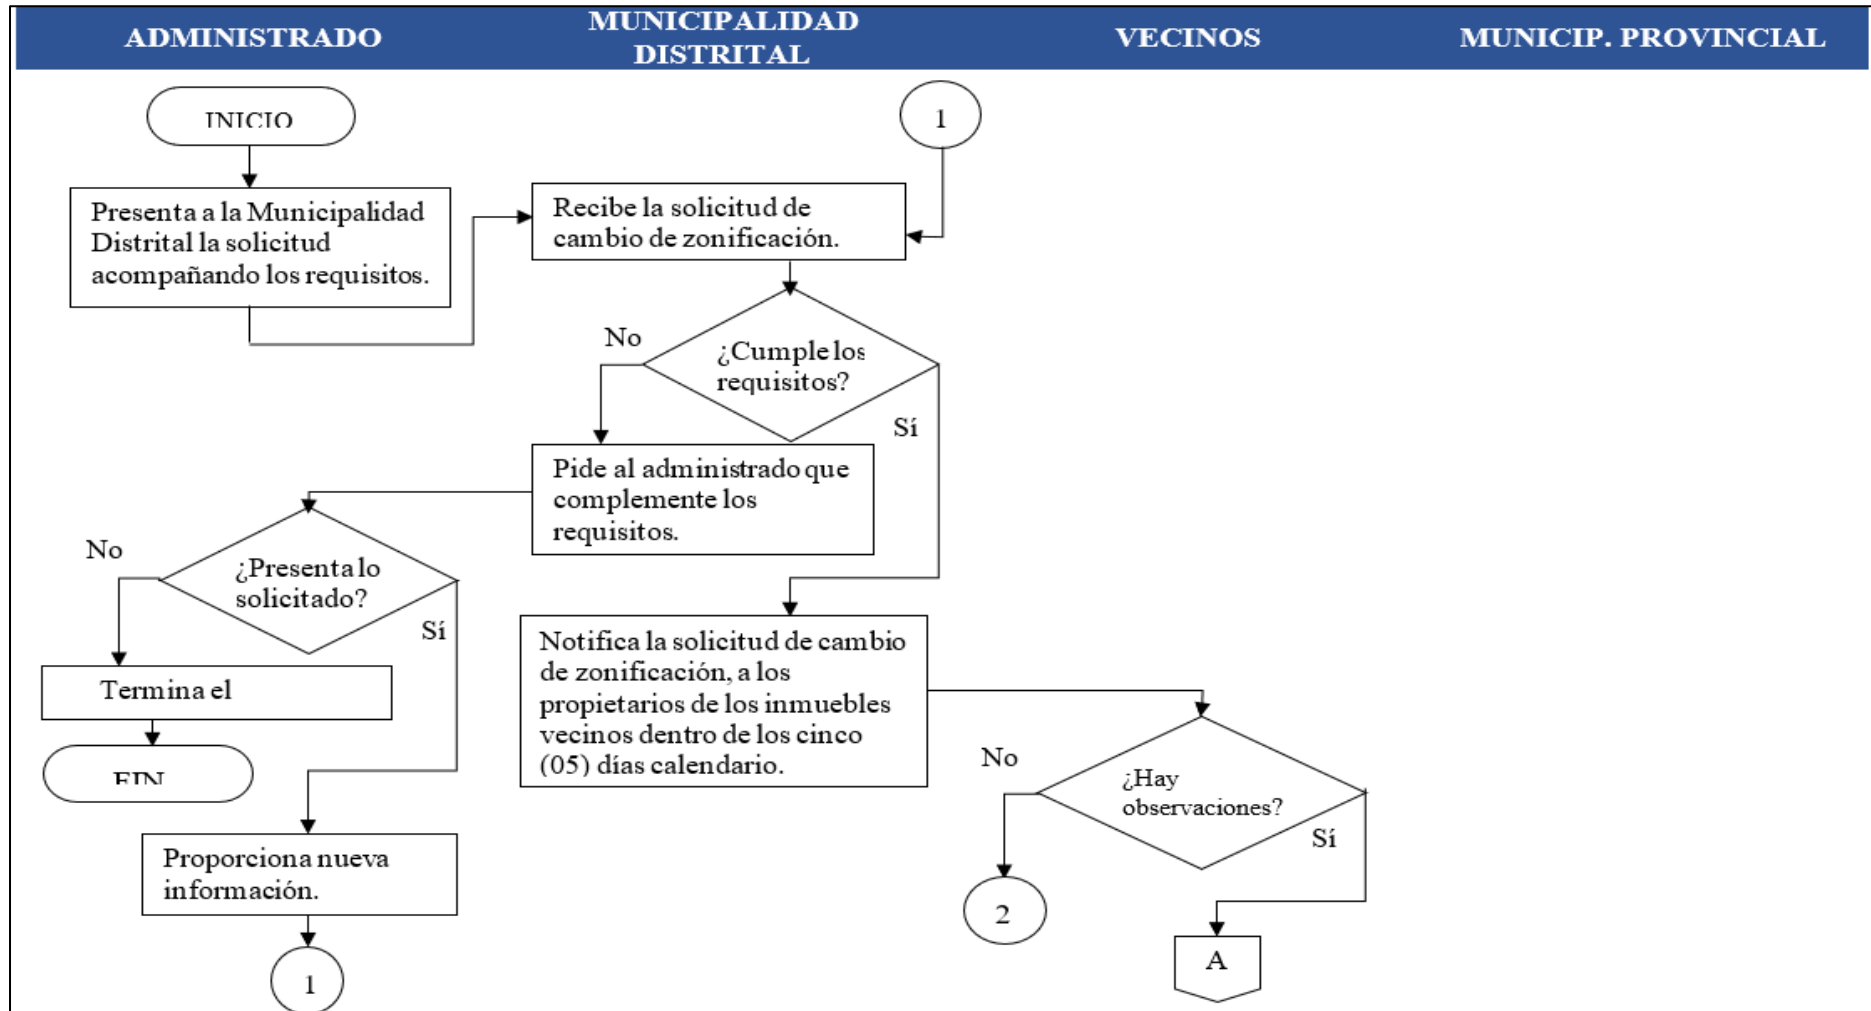 ADMINISTRADO
MUNICIPALIDAD
DISTRITAL
VECINOS
MUNICIP. PROVINCIAL
INICIO
1
Presenta a la Municipalidad
Distrital la solicitud
acompañando los requisitos.
Recibe la solicitud de
cambio de zonificación.
No
¿Cumple los
requisitos?
Sí
Pide al administrado que
complemente los
requisitos.
No
¿Presenta lo
solicitado?
Sí
Termina el
FIN
Notifica la solicitud de cambio
de zonificación, a los
propietarios de los inmuebles
vecinos dentro de los cinco
(05) días calendario.
No
¿Hay
observaciones?
Sí
Proporciona nueva
información.
1
2
A